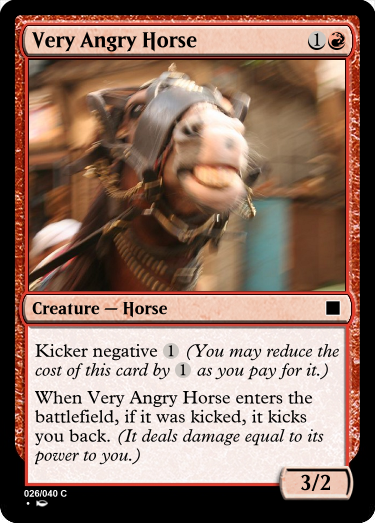 Very Angry Horse 1
Creature — Horse
Kicker negative 1 (You may reduce the
cost of this card by 1 as you pay for it.)
When Very Angry Horse enters the
battlefield, if it was kicked, it kicks
you back. (It deals damage equal to its
power to you.)
3/2
026/040 C